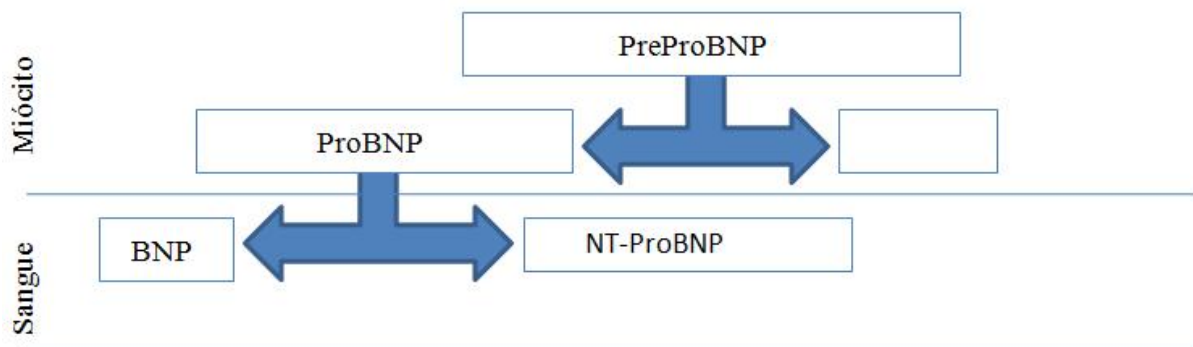 PreProBNP
Miócito
ProBNP
BNP
NT-ProBNP
Sangue